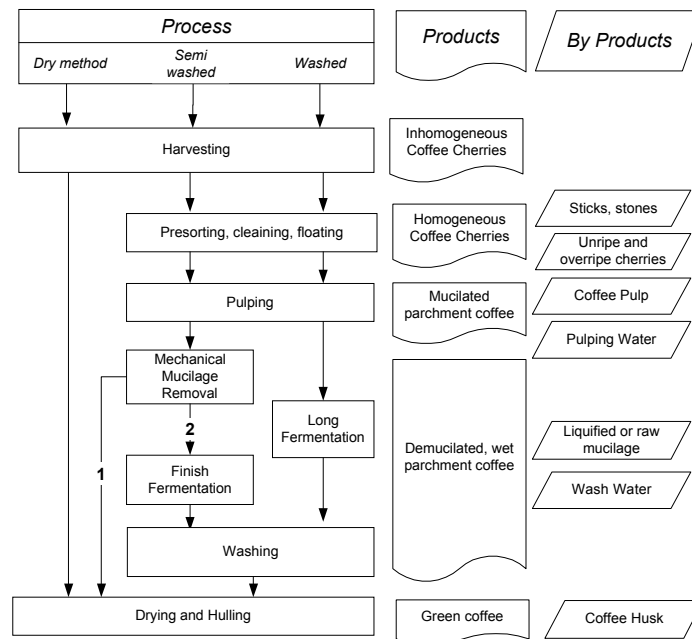 Process
Products
By Products
Dry method
Semi
washed
Washed
Harvesting
Inhomogeneous
Coffee Cherries
Presorting, cleaining, floating
Homogeneous
Coffee Cherries
Sticks, stones
Unripe and
overripe cherries
Pulping
Mucilated
parchment coffee
Coffee Pulp
Pulping Water
Mechanical
Mucilage
Removal
2
1
Long
Fermentation
Finish
Fermentation
Demucilated, wet
parchment coffee
Liquified or raw
mucilage
Wash Water
Washing
Drying and Hulling
Green coffee
Coffee Husk